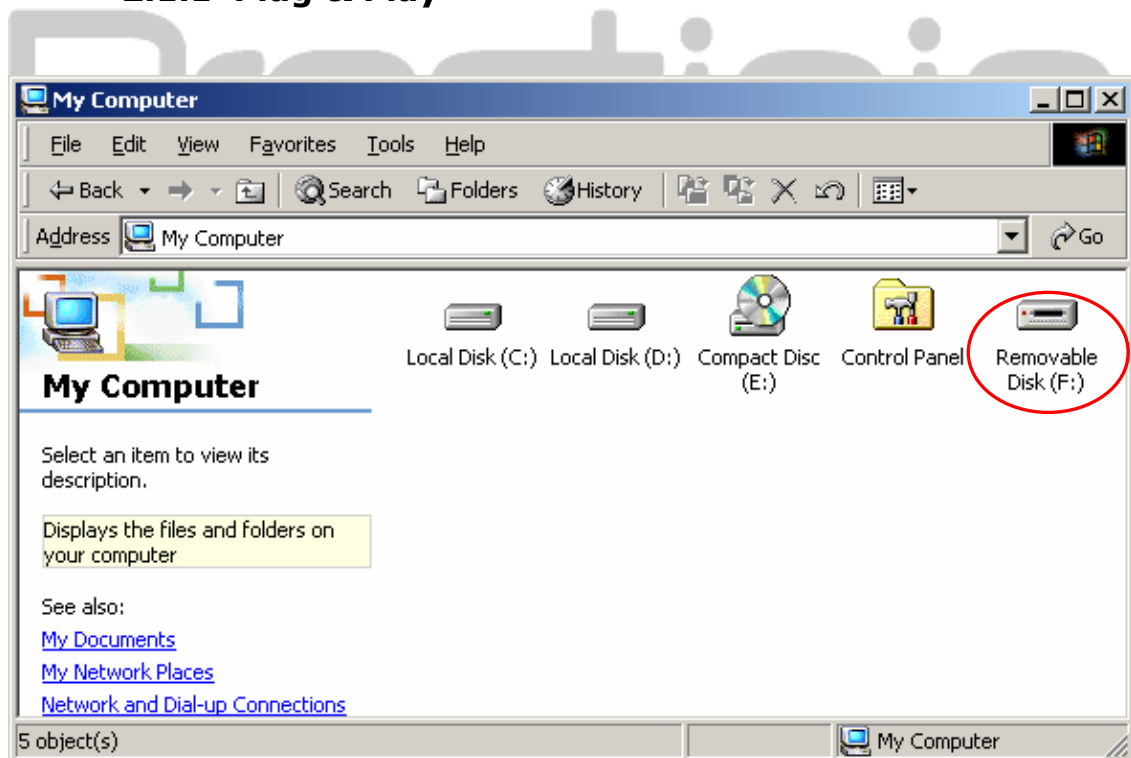 Plug & Play
My Computer
File Edit View Favorites Tools Help
Back Search Folders History
Address My Computer Go
Local Disk (C:) Local Disk (D:) Compact Disc (E:) Control Panel Removable Disk (F:)
My Computer
Select an item to view its
description.
Displays the files and folders on
your computer
See also:
My Documents
My Network Places
Network and Dial-up Connections
5 object(s) My Computer